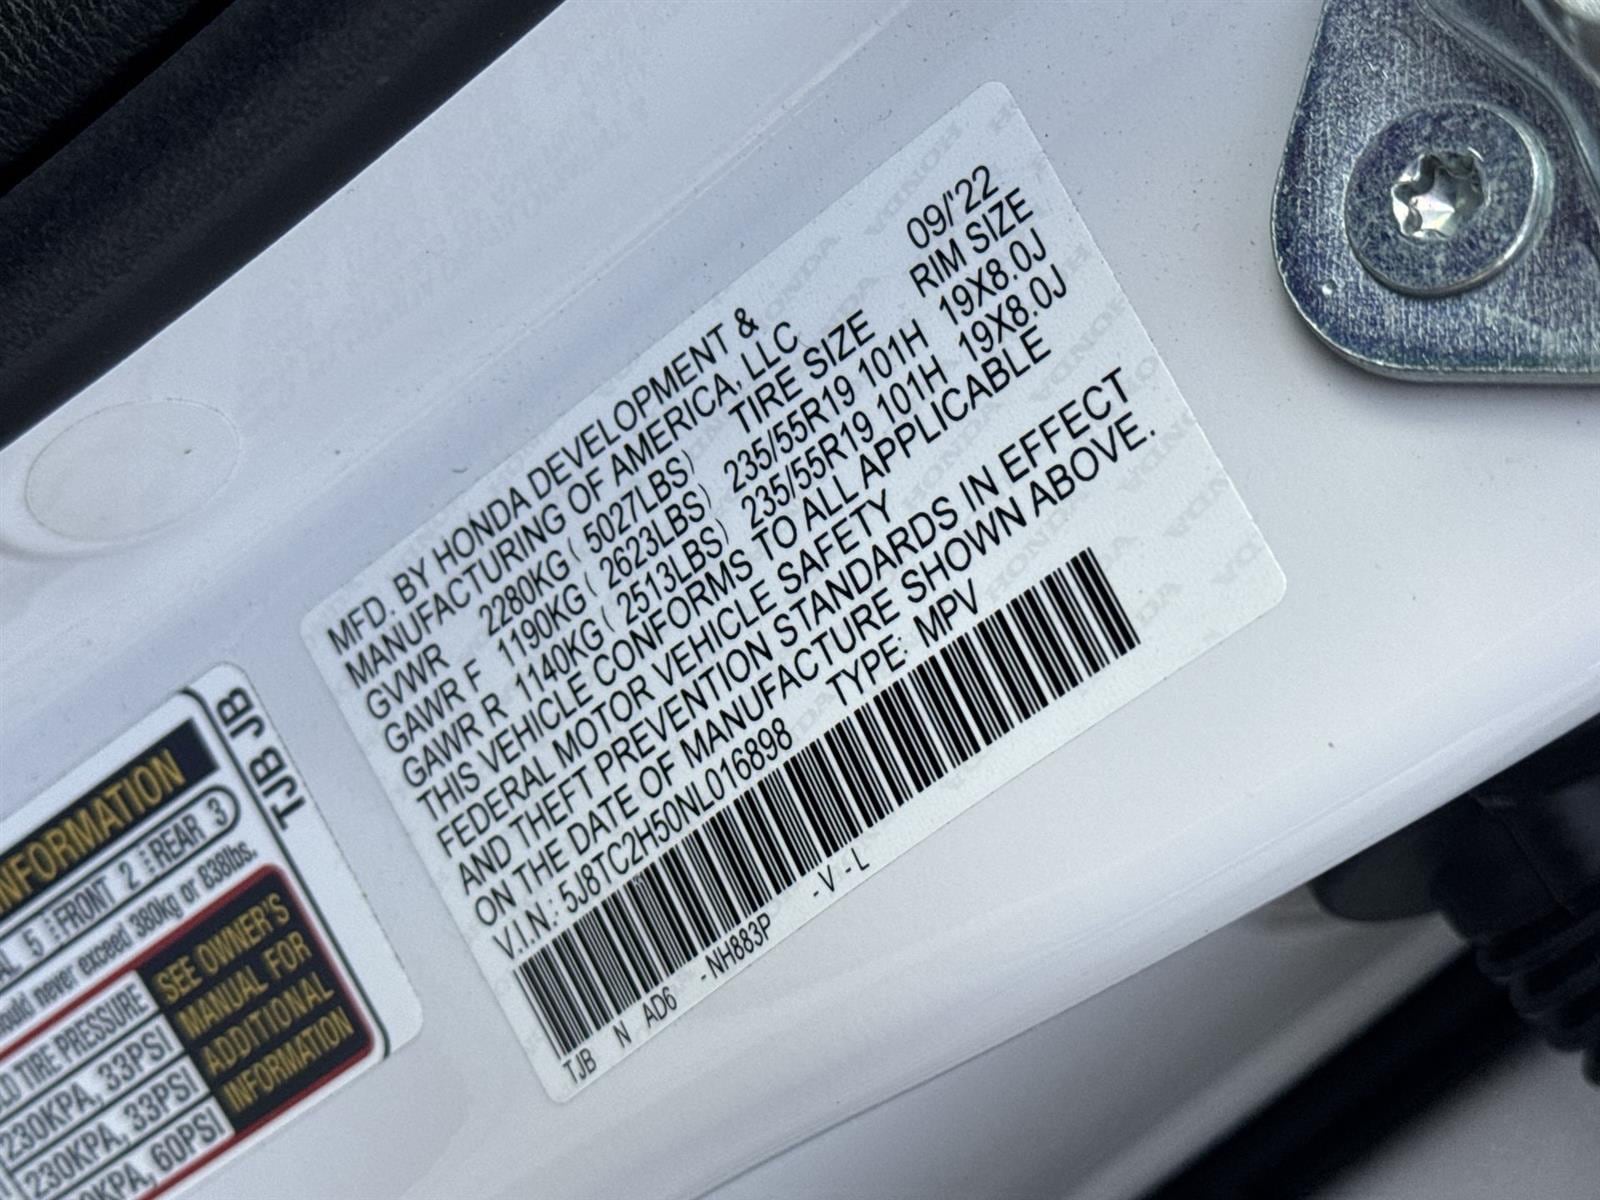 MFD. BY HONDA DEVELOPMENT &
MANUFACTURING OF AMERICA, LLC 09/'22
GVWR 2280KG ( 5027LBS) TIRE SIZE RIM SIZE
GAWR F 1190KG ( 2623LBS) 235/55R19 101H 19X8.0J
GAWR R 1140KG ( 2513LBS) 235/55R19 101H 19X8.0J
THIS VEHICLE CONFORMS TO ALL APPLICABLE
FEDERAL MOTOR VEHICLE SAFETY
AND THEFT PREVENTION STANDARDS IN EFFECT
ON THE DATE OF MANUFACTURE SHOWN ABOVE.
V.I.N.: 5J8TC2H50NL016898 TYPE: MPV
TJB N AD6 -NH883P -V -L
TJB JB
INFORMATION
5 FRONT 2 REAR 3
never exceed 380kg or 838lbs.
TIRE PRESSURE
230KPA, 33PSI
230KPA, 33PSI
60PSI
SEE OWNER'S
MANUAL FOR
ADDITIONAL
INFORMATION